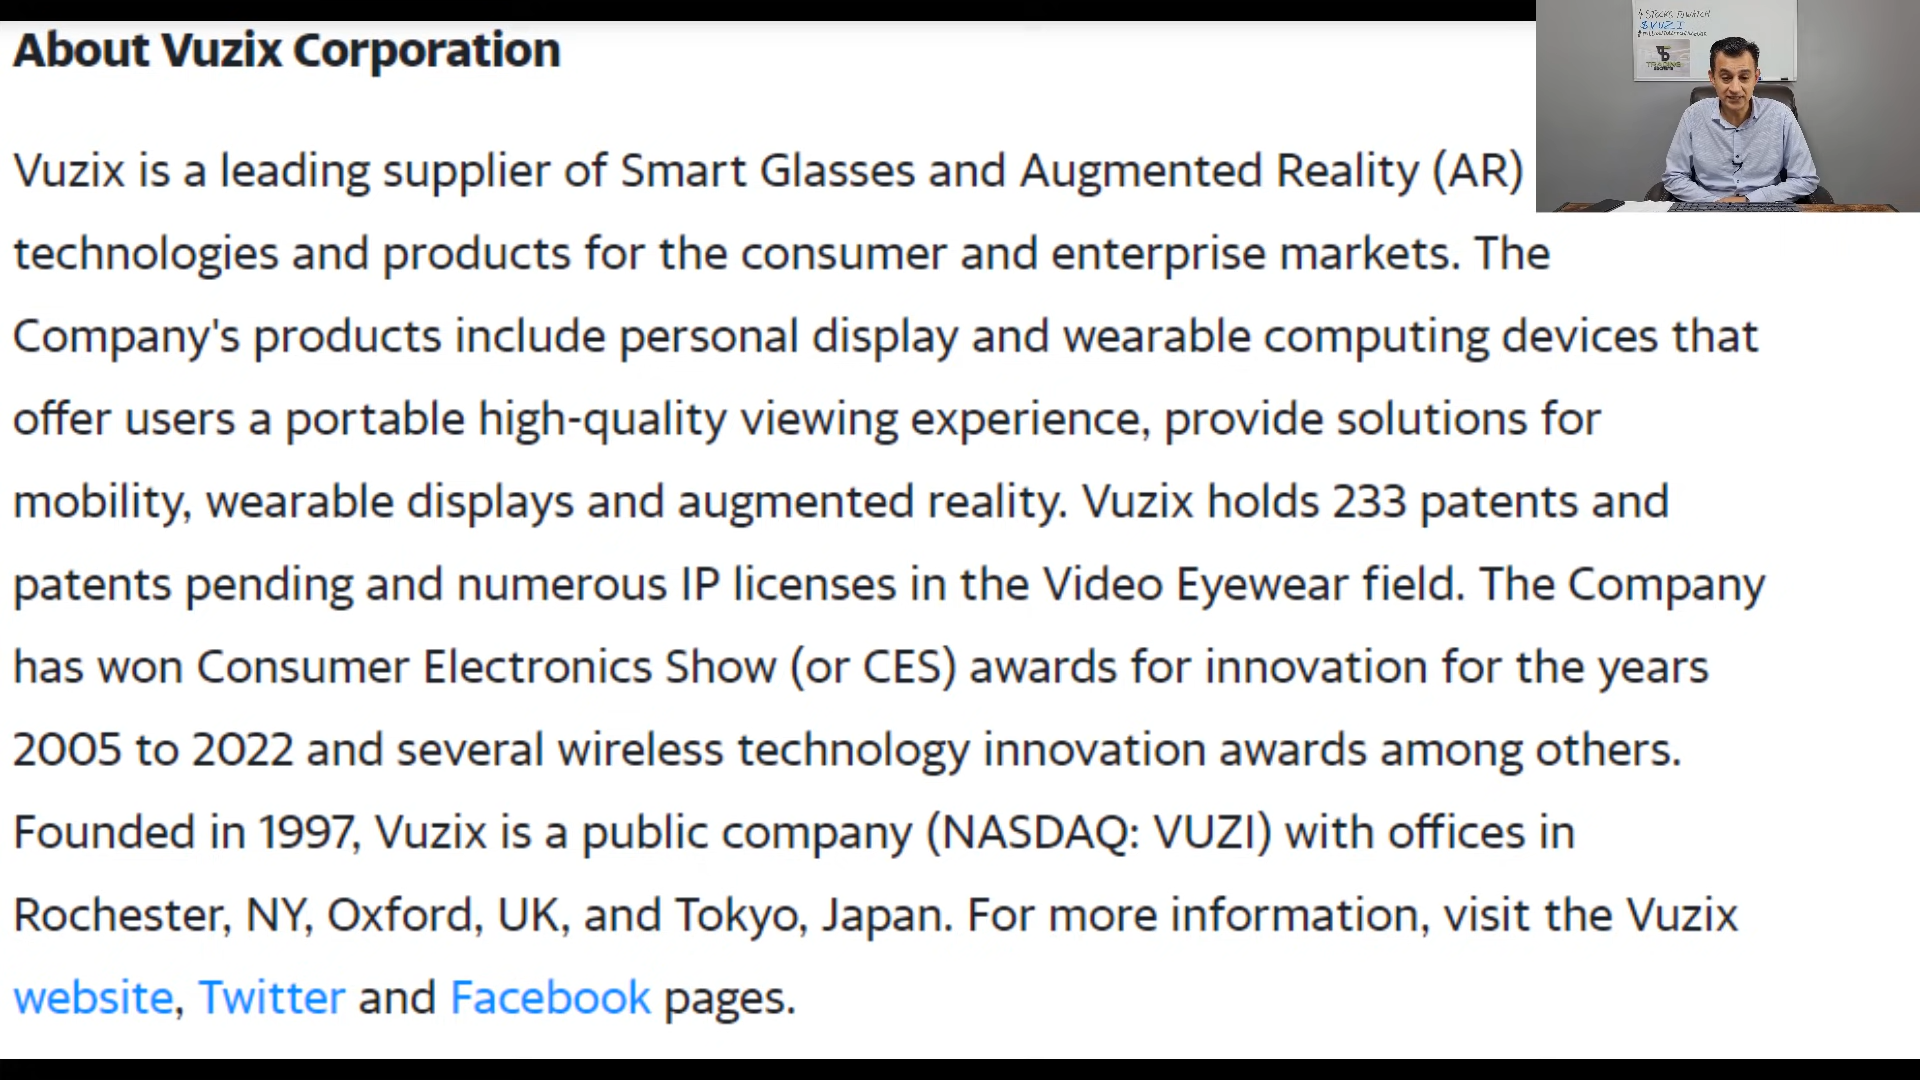 About Vuzix Corporation
Vuzix is a leading supplier of Smart Glasses and Augmented Reality (AR)
technologies and products for the consumer and enterprise markets. The
Company's products include personal display and wearable computing devices that
offer users a portable high-quality viewing experience, provide solutions for
mobility, wearable displays and augmented reality. Vuzix holds 233 patents and
patents pending and numerous IP licenses in the Video Eyewear field. The Company
has won Consumer Electronics Show (or CES) awards for innovation for the years
2005 to 2022 and several wireless technology innovation awards among others.
Founded in 1997, Vuzix is a public company (NASDAQ: VUZI) with offices in
Rochester, NY, Oxford, UK, and Tokyo, Japan. For more information, visit the Vuzix
website, Twitter and Facebook pages.
STOCKS TO WATCH
$VUZI
TRADING